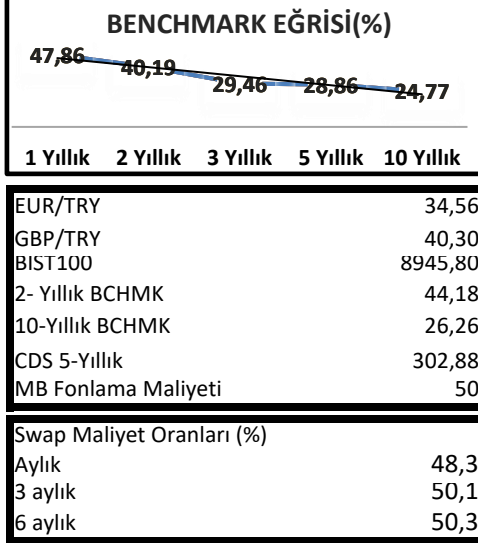 BENCHMARK EĞRİSİ(%)
47,86 40,19 29,46 28,86 24,77
1 Yıllık 2 Yıllık 3 Yıllık 5 Yıllık 10 Yıllık
EUR/TRY 34,56
GBP/TRY 40,30
BIST100 8945,80
2- Yıllık BCHMK 44,18
10-Yıllık BCHMK 26,26
CDS 5-Yıllık 302,88
MB Fonlama Maliyeti 50
Swap Maliyet Oranları (%)
Aylık 48,3
3 aylık 50,1
6 aylık 50,3